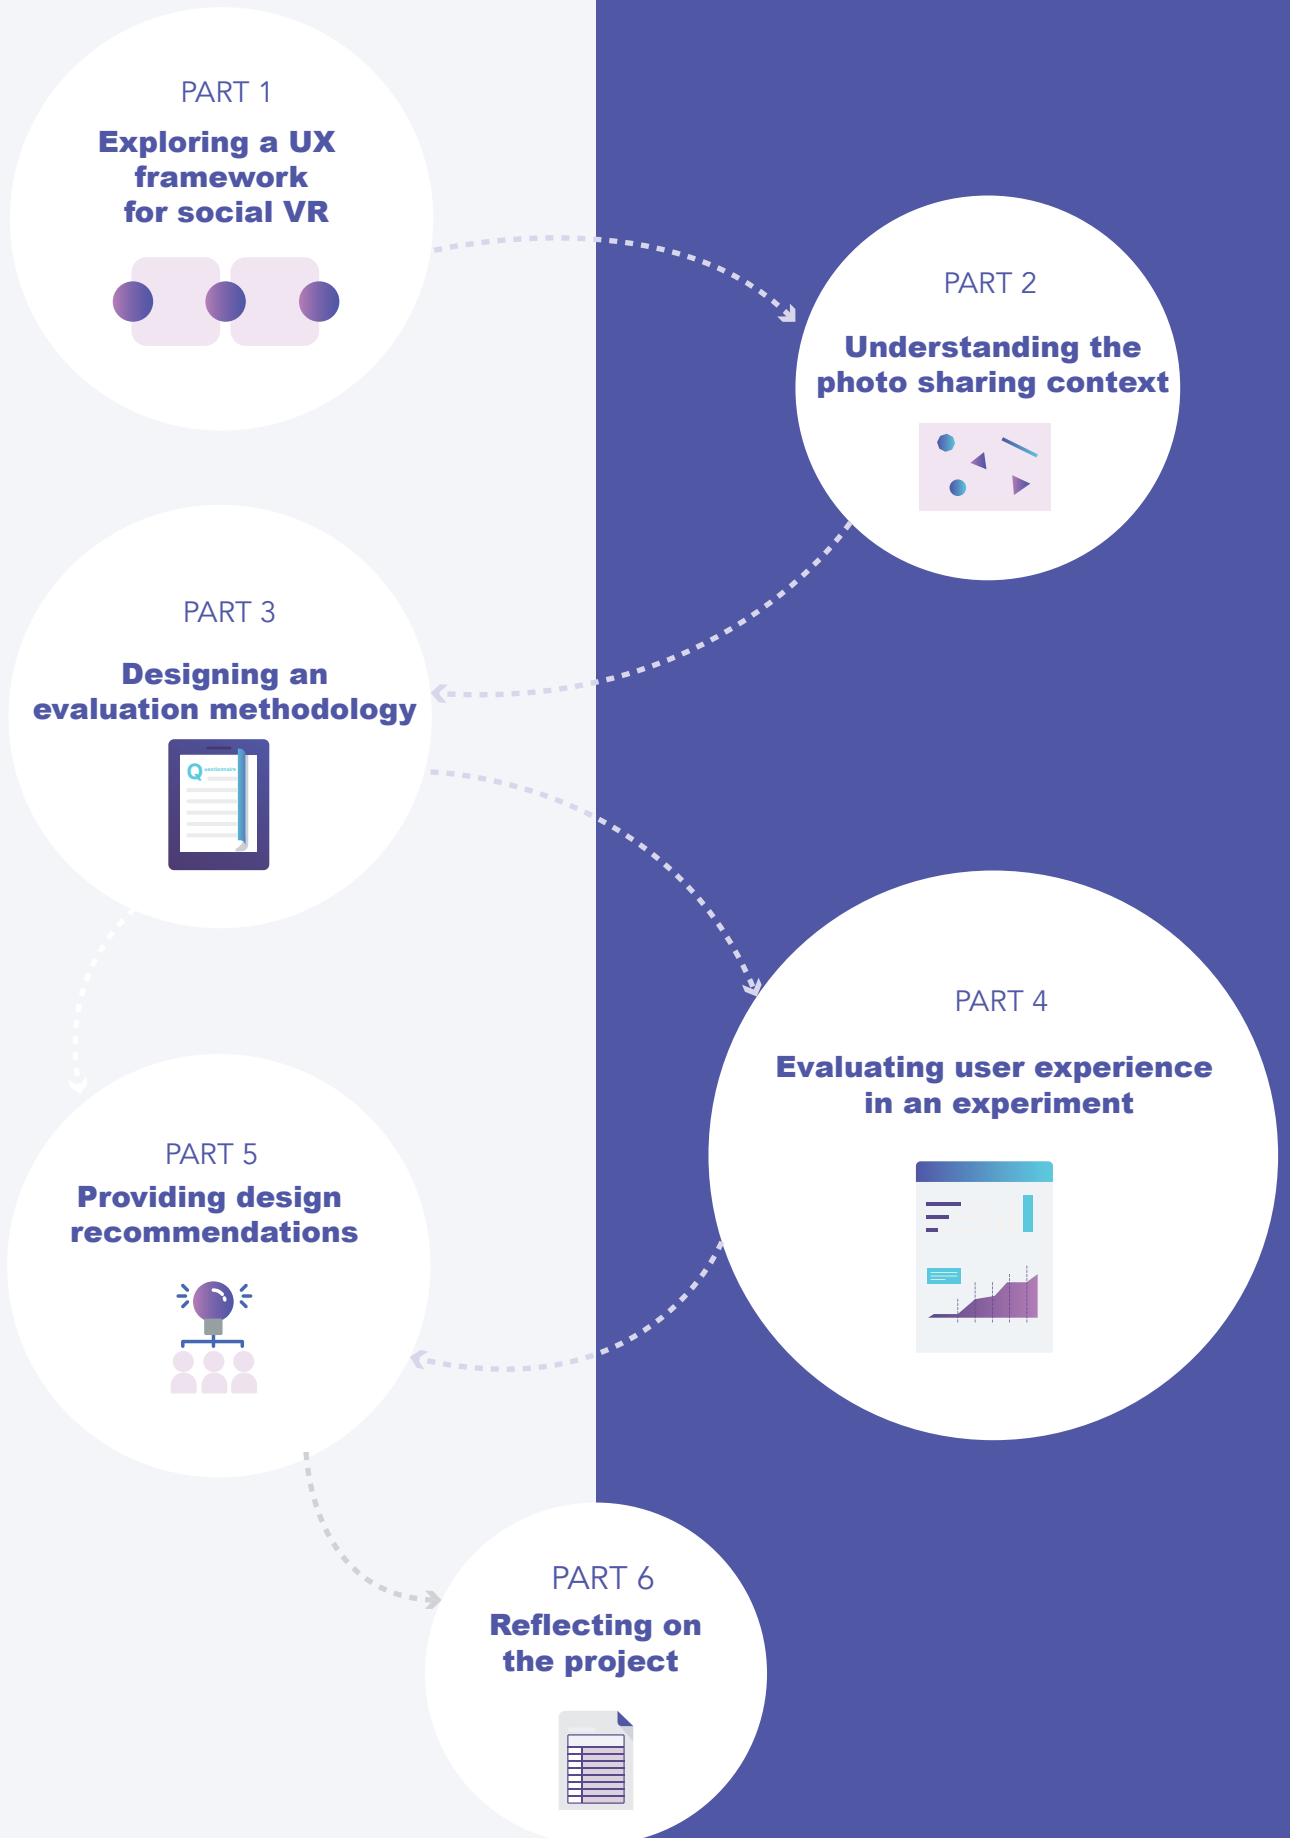 PART 1
Exploring a UX
framework
for social VR
PART 2
Understanding the
photo sharing context
PART 3
Designing an
evaluation methodology
Questionnaire
PART 4
Evaluating user experience
in an experiment
PART 5
Providing design
recommendations
PART 6
Reflecting on
the project